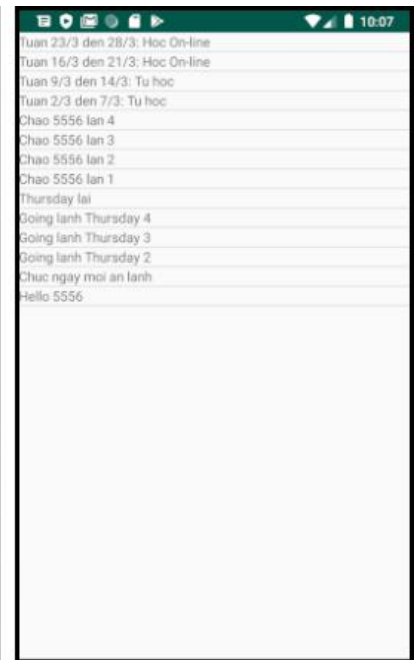 10:07
Tuan 23/3 den 28/3: Hoc On-line
Tuan 16/3 den 21/3: Hoc On-line
Tuan 9/3 den 14/3: Tu hoc
Tuan 2/3 den 7/3: Tu hoc
Chao 5556 lan 4
Chao 5556 lan 3
Chao 5556 lan 2
Chao 5556 lan 1
Thursday lai
Going lanh Thursday 4
Going lanh Thursday 3
Going lanh Thursday 2
Chuc ngay moi an lanh
Hello 5556